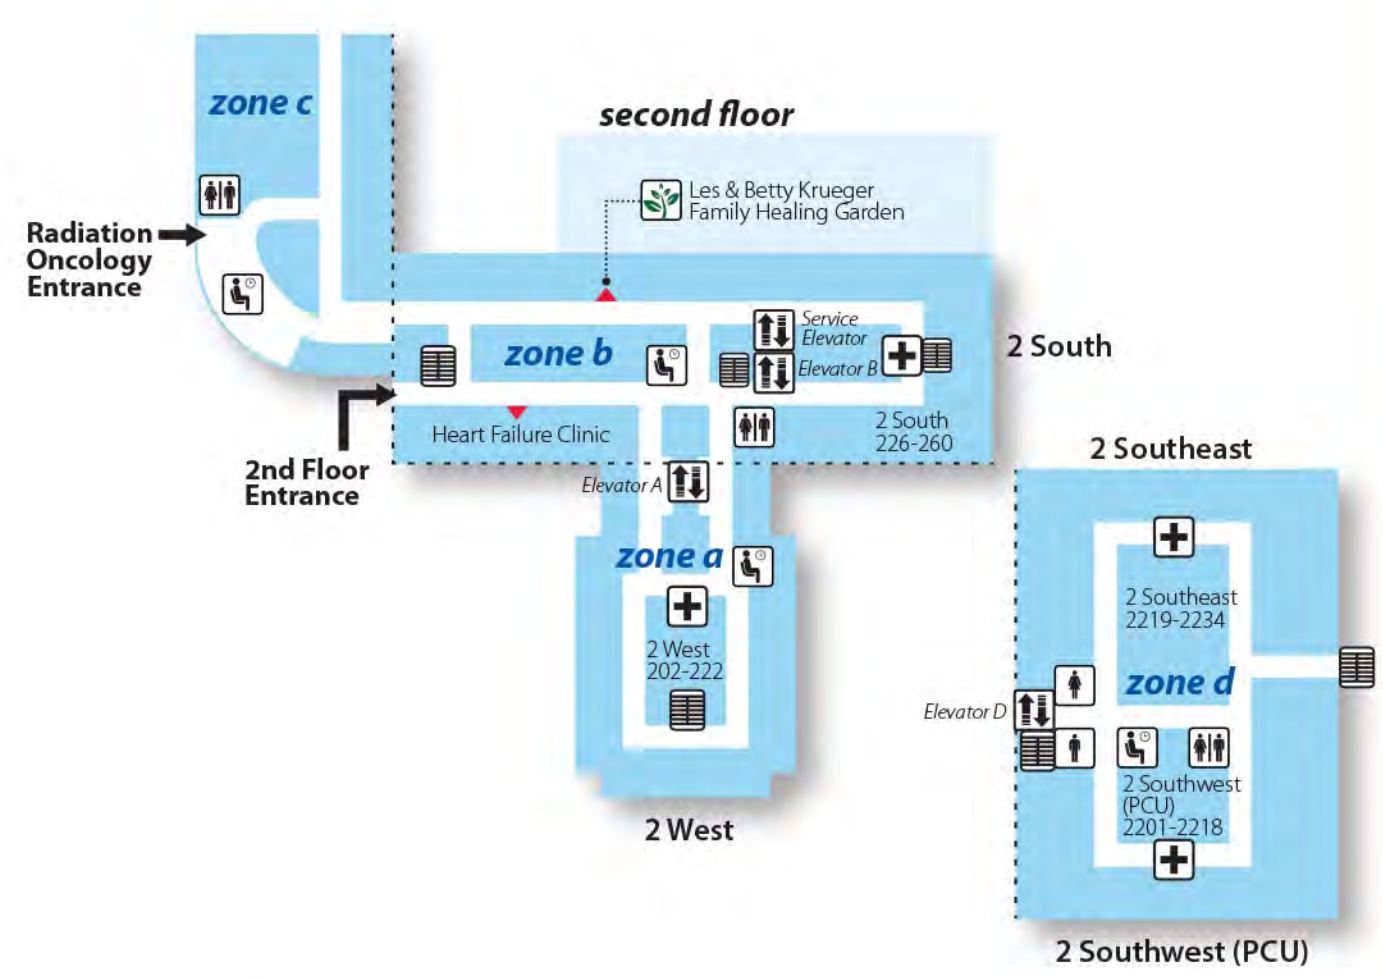 zone c
second floor
Les & Betty Krueger
Family Healing Garden
Radiation
Oncology
Entrance
Service
Elevator
zone b
Elevator B
2 South
Heart Failure Clinic
2 South
226-260
2nd Floor
Entrance
Elevator A
2 Southeast
zone a
2 West
202-222
2 Southeast
2219-2234
zone d
Elevator D
2 Southwest
(PCU)
2201-2218
2 West
2 Southwest (PCU)